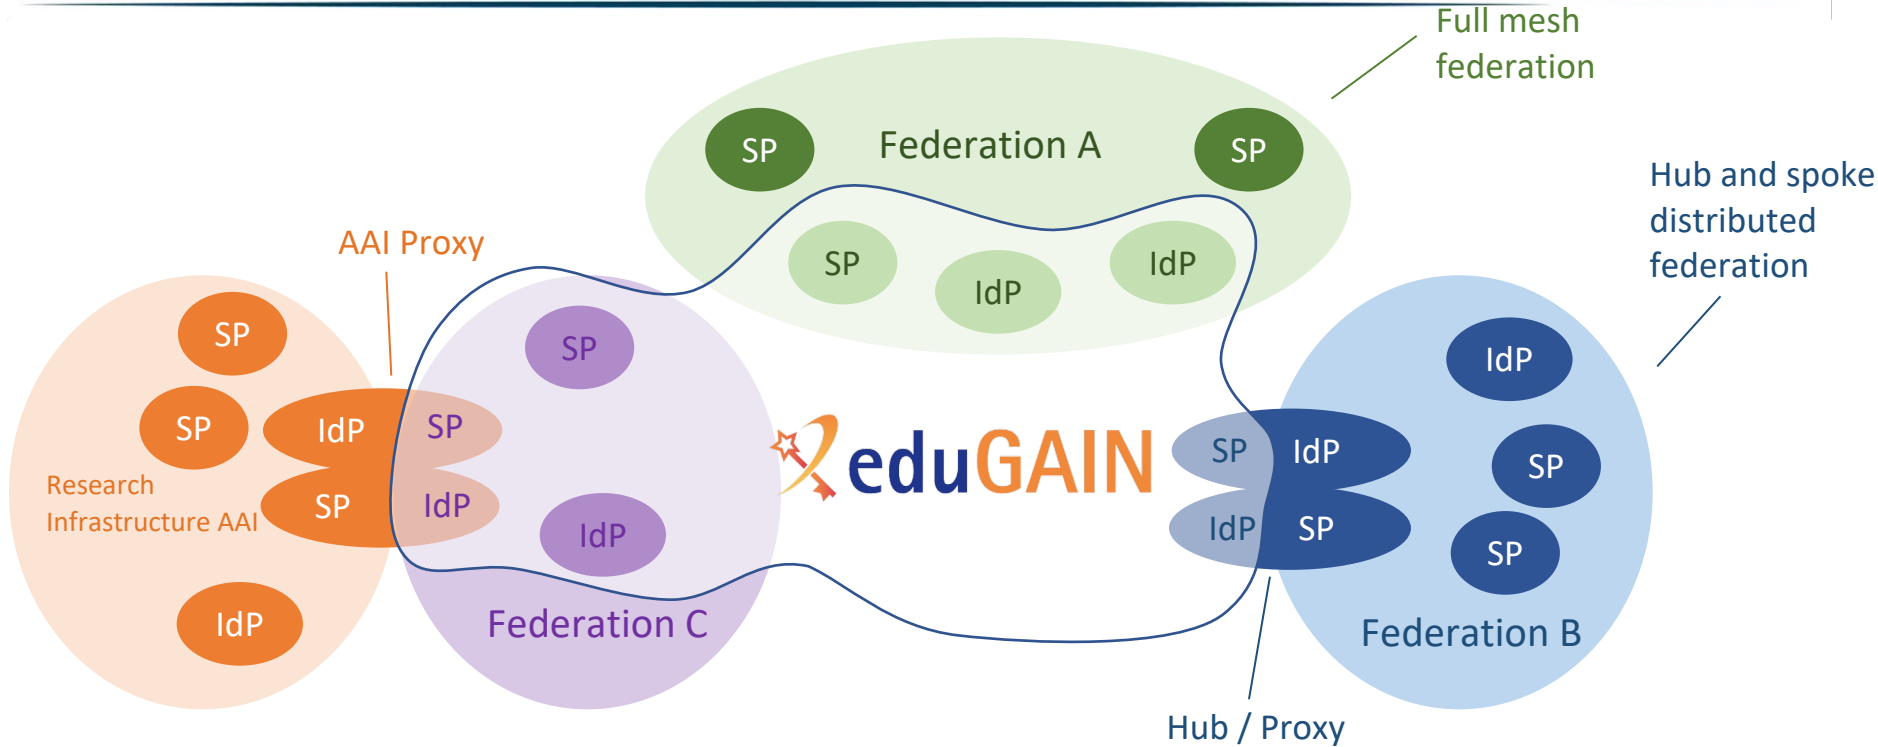 Full mesh
federation
SP
Federation A
SP
Hub and spoke
distributed
federation
AAI Proxy
SP
IdP
IdP
SP
SP
IdP
SP
IdP
SP
SP
IdP
Research
Infrastructure AAI
SP
IdP
eduGAIN
SP
IdP
SP
IdP
SP
SP
IdP
IdP
Federation C
Federation B
Hub / Proxy